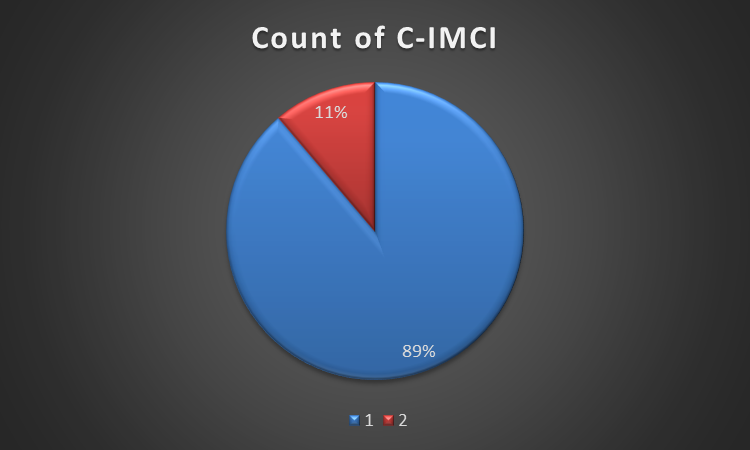 Count of C-IMCI
11%
89%
1 2